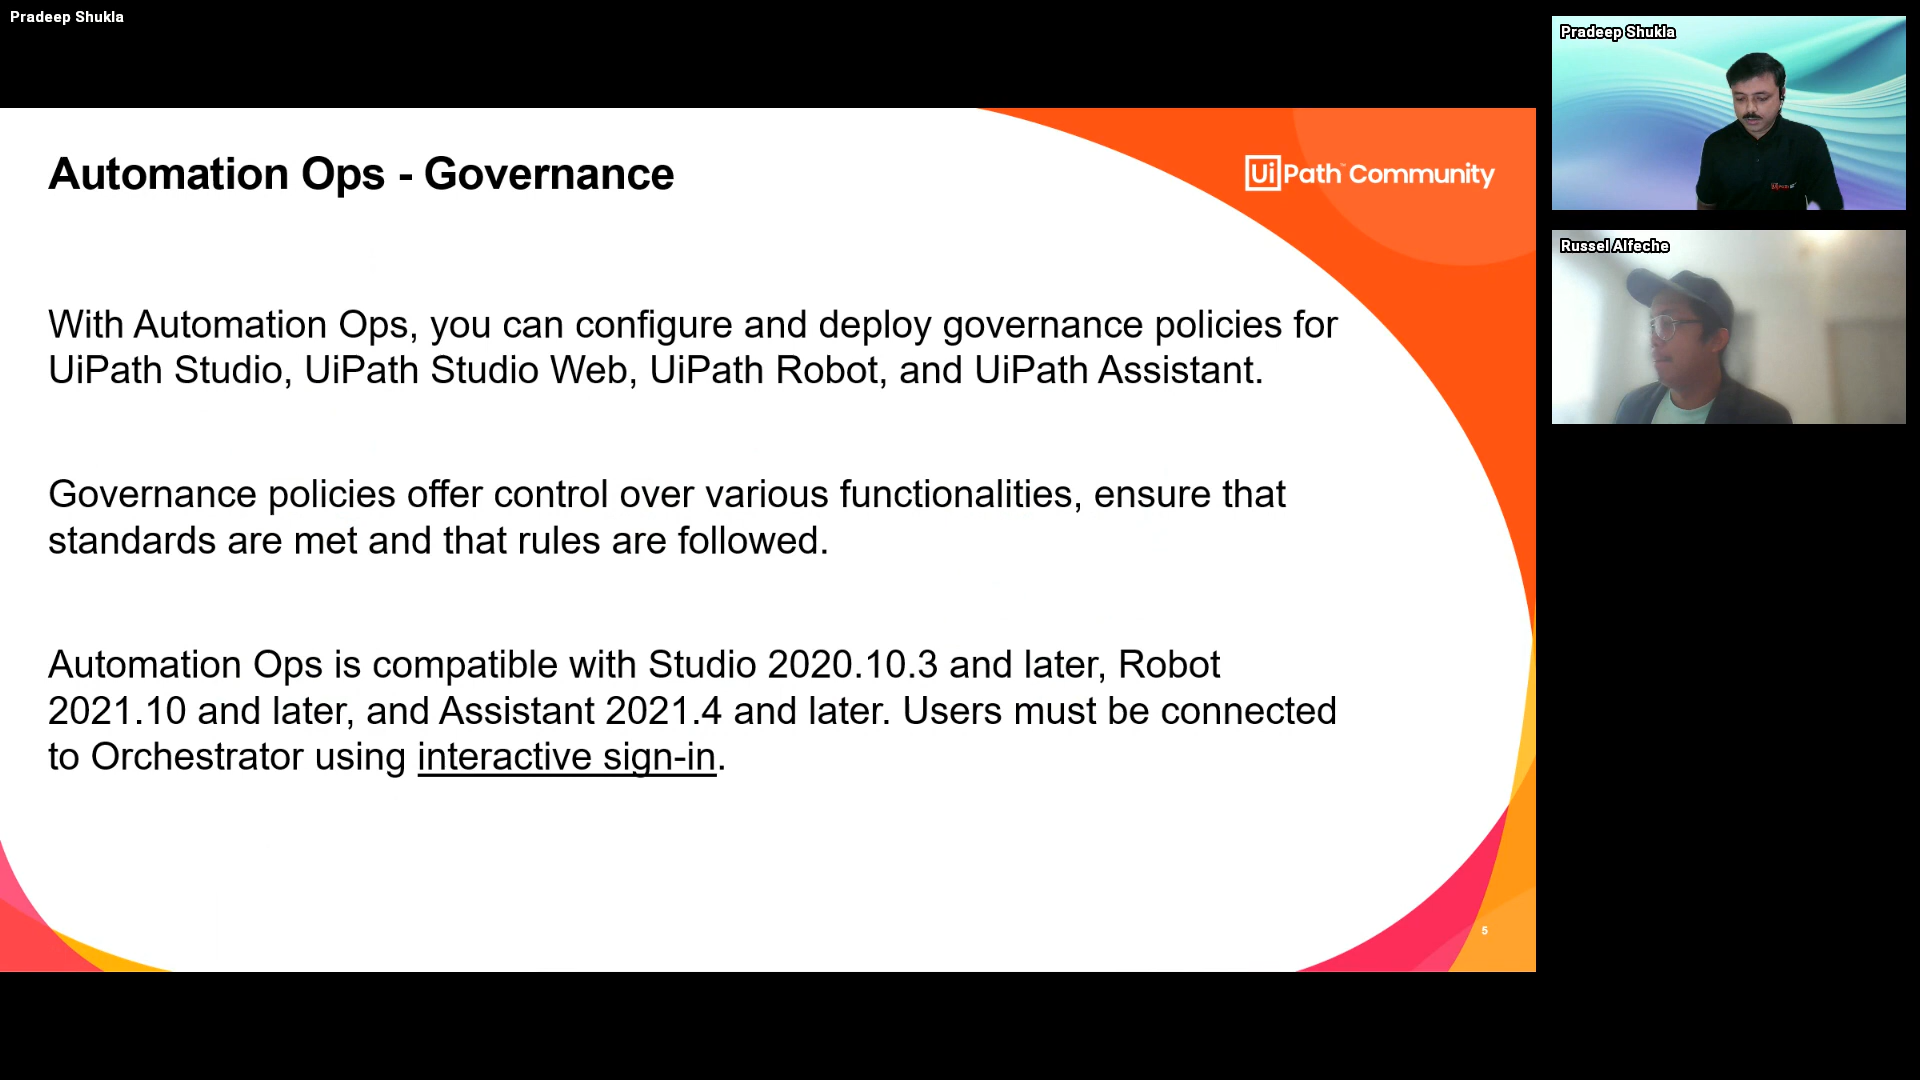 Pradeep Shukla
Automation Ops - Governance
UiPath Community
With Automation Ops, you can configure and deploy governance policies for
UiPath Studio, UiPath Studio Web, UiPath Robot, and UiPath Assistant.
Governance policies offer control over various functionalities, ensure that
standards are met and that rules are followed.
Automation Ops is compatible with Studio 2020.10.3 and later, Robot
2021.10 and later, and Assistant 2021.4 and later. Users must be connected
to Orchestrator using interactive sign-in.
5
Pradeep Shukla
Russel Alfeche